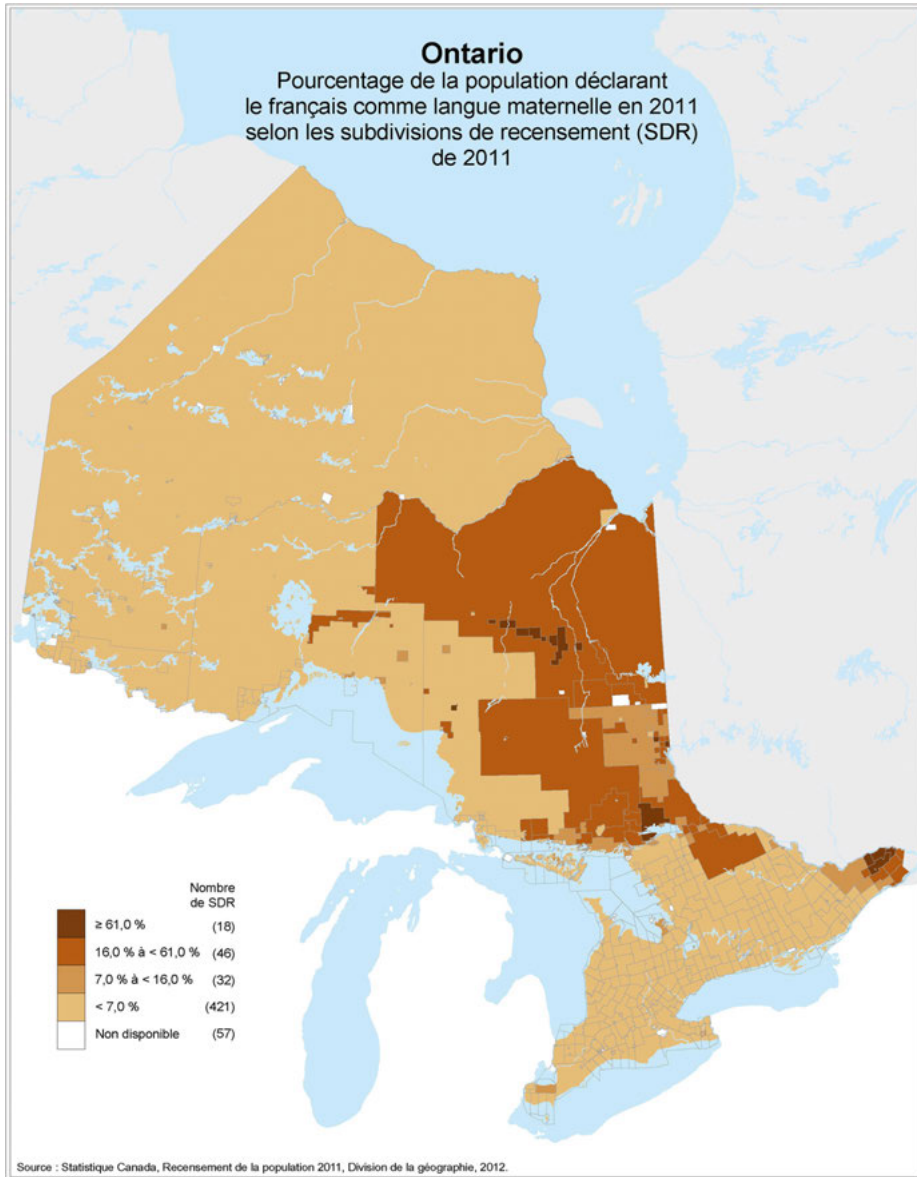 Ontario
Pourcentage de la population déclarant
le français comme langue maternelle en 2011
selon les subdivisions de recensement (SDR)
de 2011
Nombre
de SDR
≥ 61,0 % (18)
16,0 % à < 61,0 % (46)
7,0 % à < 16,0 % (32)
< 7,0 % (421)
Non disponible (57)
Source : Statistique Canada, Recensement de la population 2011, Division de la géographie, 2012.